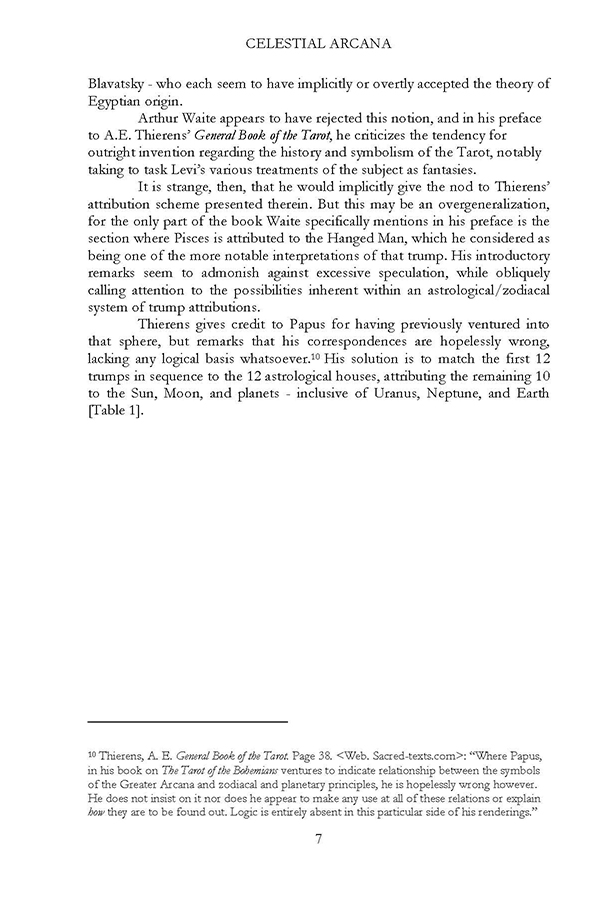 CELESTIAL ARCANA
Blavatsky - who each seem to have implicitly or overtly accepted the theory of
Egyptian origin.
Arthur Waite appears to have rejected this notion, and in his preface
to A.E. Thierens’ General Book of the Tarot, he criticizes the tendency for
outright invention regarding the history and symbolism of the Tarot, notably
taking to task Levi’s various treatments of the subject as fantasies.
It is strange, then, that he would implicitly give the nod to Thierens’
attribution scheme presented therein. But this may be an overgeneralization,
for the only part of the book Waite specifically mentions in his preface is the
section where Pisces is attributed to the Hanged Man, which he considered as
being one of the more notable interpretations of that trump. His introductory
remarks seem to admonish against excessive speculation, while obliquely
calling attention to the possibilities inherent within an astrological/zodiacal
system of trump attributions.
Thierens gives credit to Papus for having previously ventured into
that sphere, but remarks that his correspondences are hopelessly wrong,
lacking any logical basis whatsoever.10 His solution is to match the first 12
trumps in sequence to the 12 astrological houses, attributing the remaining 10
to the Sun, Moon, and planets - inclusive of Uranus, Neptune, and Earth
[Table 1].
10 Thierens, A. E. General Book of the Tarot. Page 38. <Web. Sacred-texts.com>: “Where Papus,
in his book on The Tarot of the Bohemians ventures to indicate relationship between the symbols
of the Greater Arcana and zodiacal and planetary principles, he is hopelessly wrong however.
He does not insist on it nor does he appear to make any use at all of these relations or explain
how they are to be found out. Logic is entirely absent in this particular side of his renderings.”
7